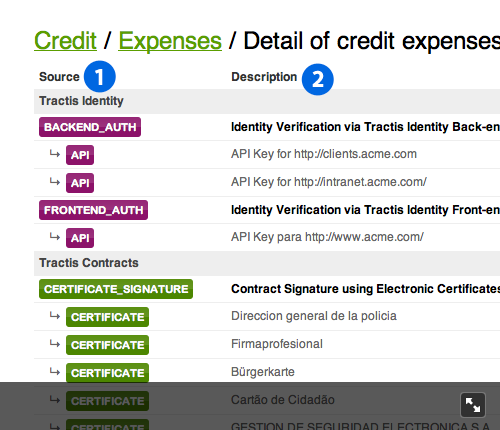 Credit / Expenses / Detail of credit expenses
Source 1 Description 2
Tractis Identity
BACKEND_AUTH Identity Verification via Tractis Identity Back-en
API API Key for http://clients.acme.com
API API Key for http://intranet.acme.com/
FRONTEND_AUTH Identity Verification via Tractis Identity Front-en
API API Key para http://www.acme.com/
Tractis Contracts
CERTIFICATE_SIGNATURE Contract Signature using Electronic Certificates
CERTIFICATE Direccion general de la policia
CERTIFICATE Firmaprofesional
CERTIFICATE Bürgerkarte
CERTIFICATE Cartão de Cidadão
CERTIFICATE GESTION DE SEGURIDAD ELECTRONICA S.A